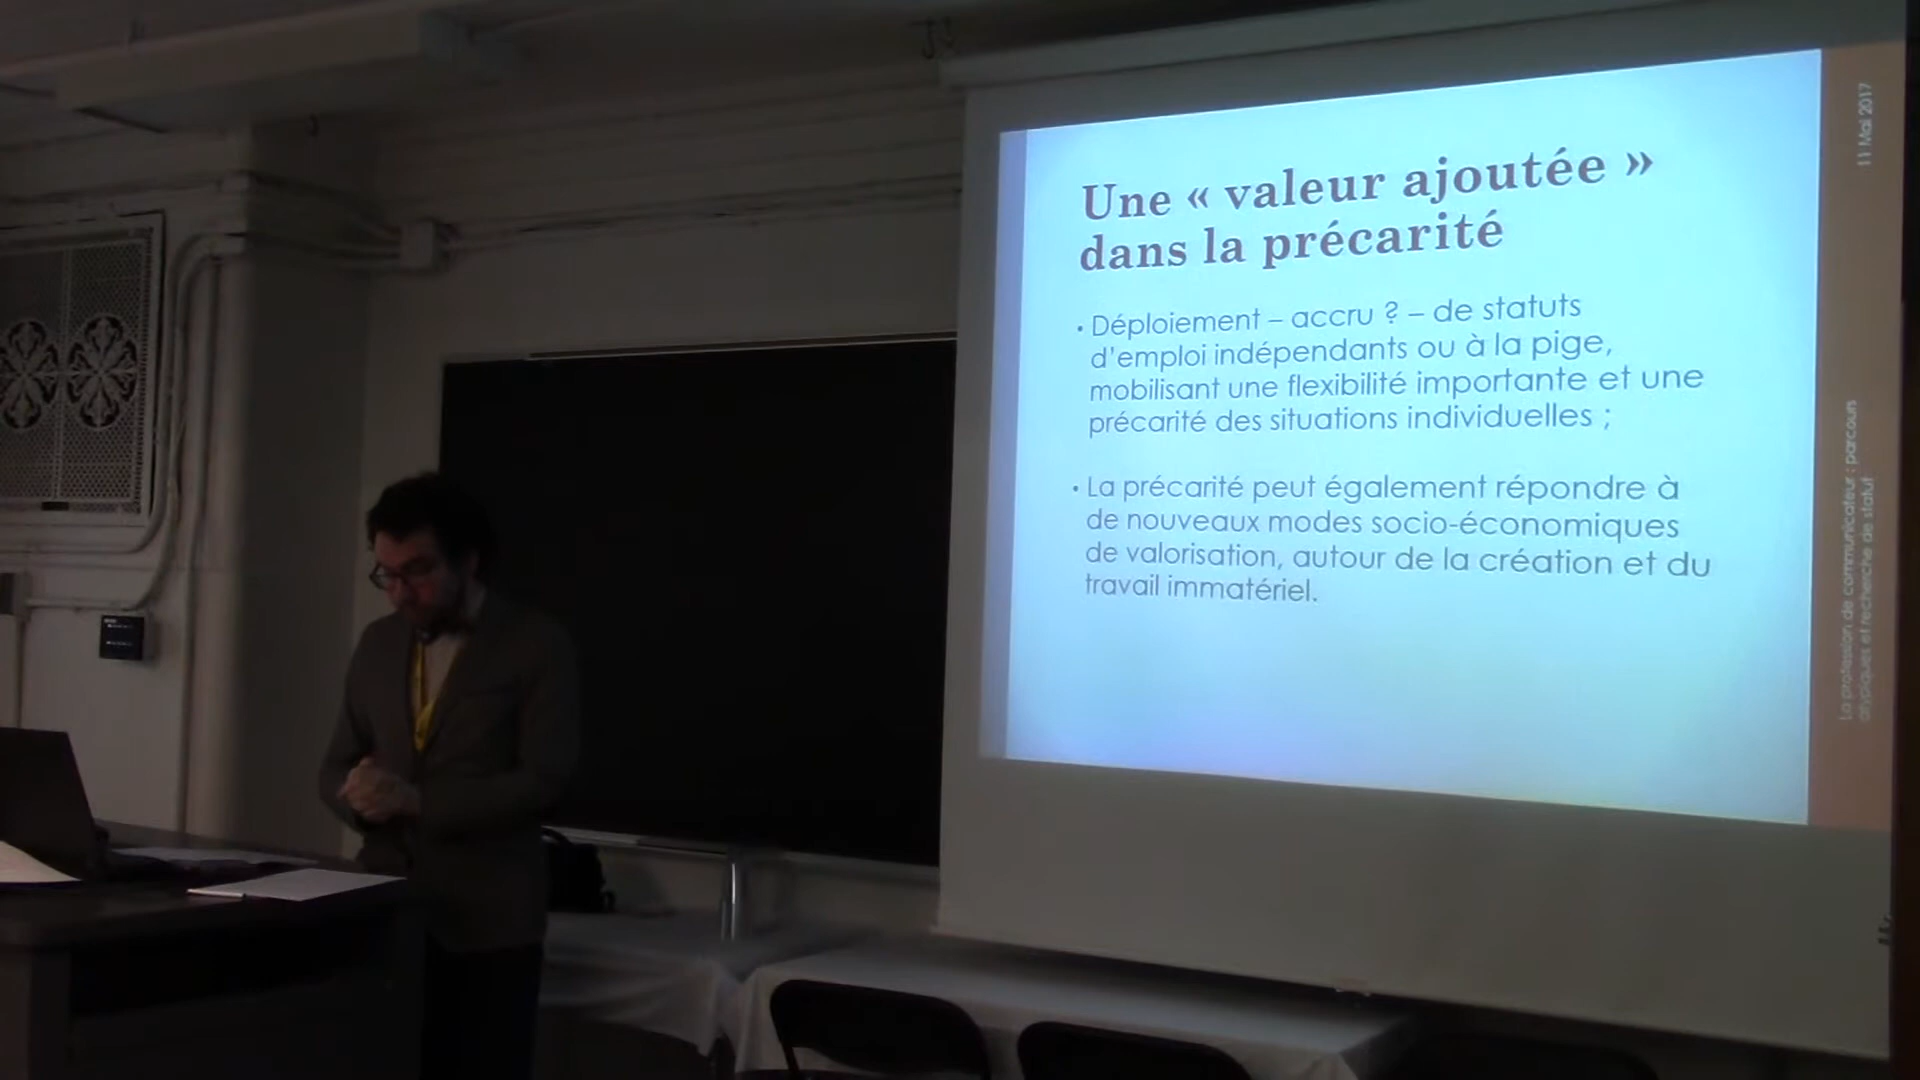 Une « valeur ajoutée »
dans la précarité
• Déploiement – accru ? – de statuts
d'emploi indépendants ou à la pige,
mobilisant une flexibilité importante et une
précarité des situations individuelles ;
• La précarité peut également répondre à
de nouveaux modes socio-économiques
de valorisation, autour de la création et du
travail immatériel.
11 Mai 2017
La profession de communicateur : parcours
atypiques et recherche de statut